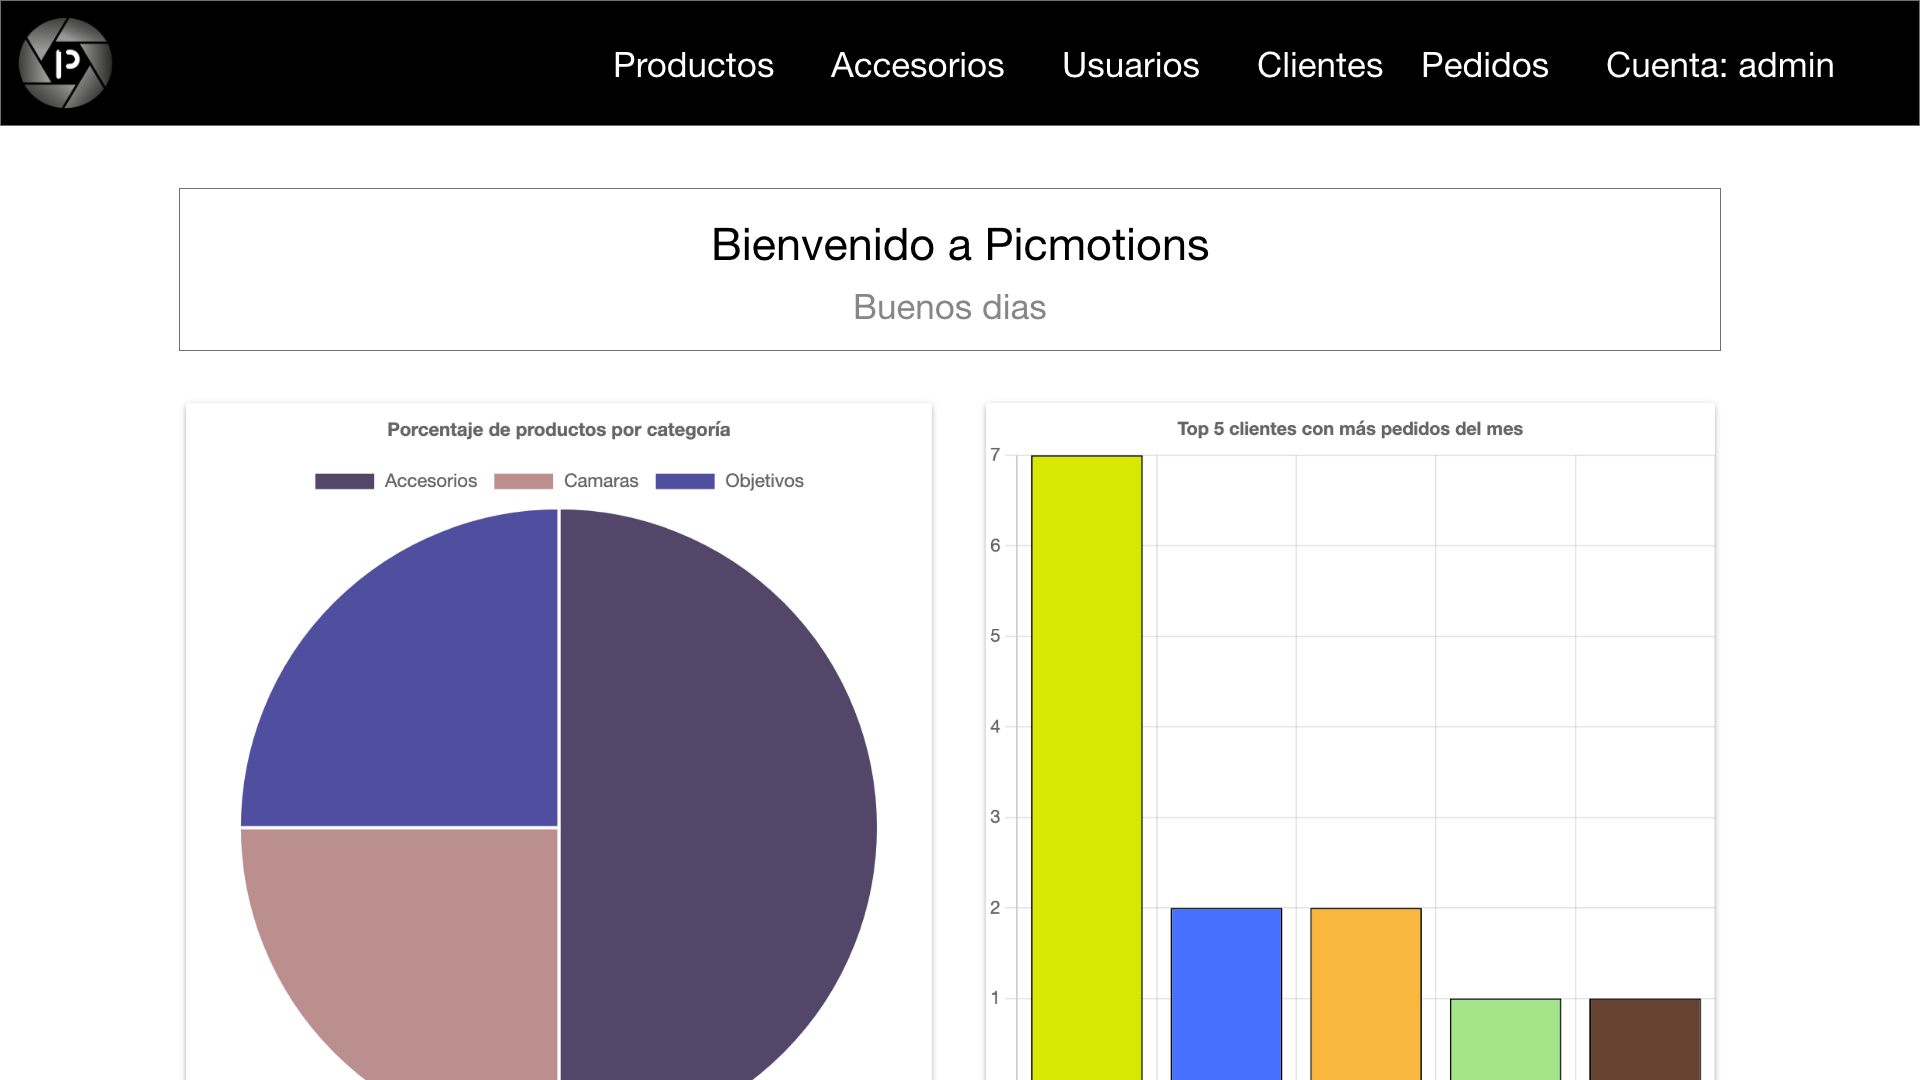 P
Productos Accesorios Usuarios Clientes Pedidos Cuenta: admin
Bienvenido a Picmotions
Buenos dias
Porcentaje de productos por categoría
Accesorios Camaras Objetivos
Top 5 clientes con más pedidos del mes
7
6
5
4
3
2
1